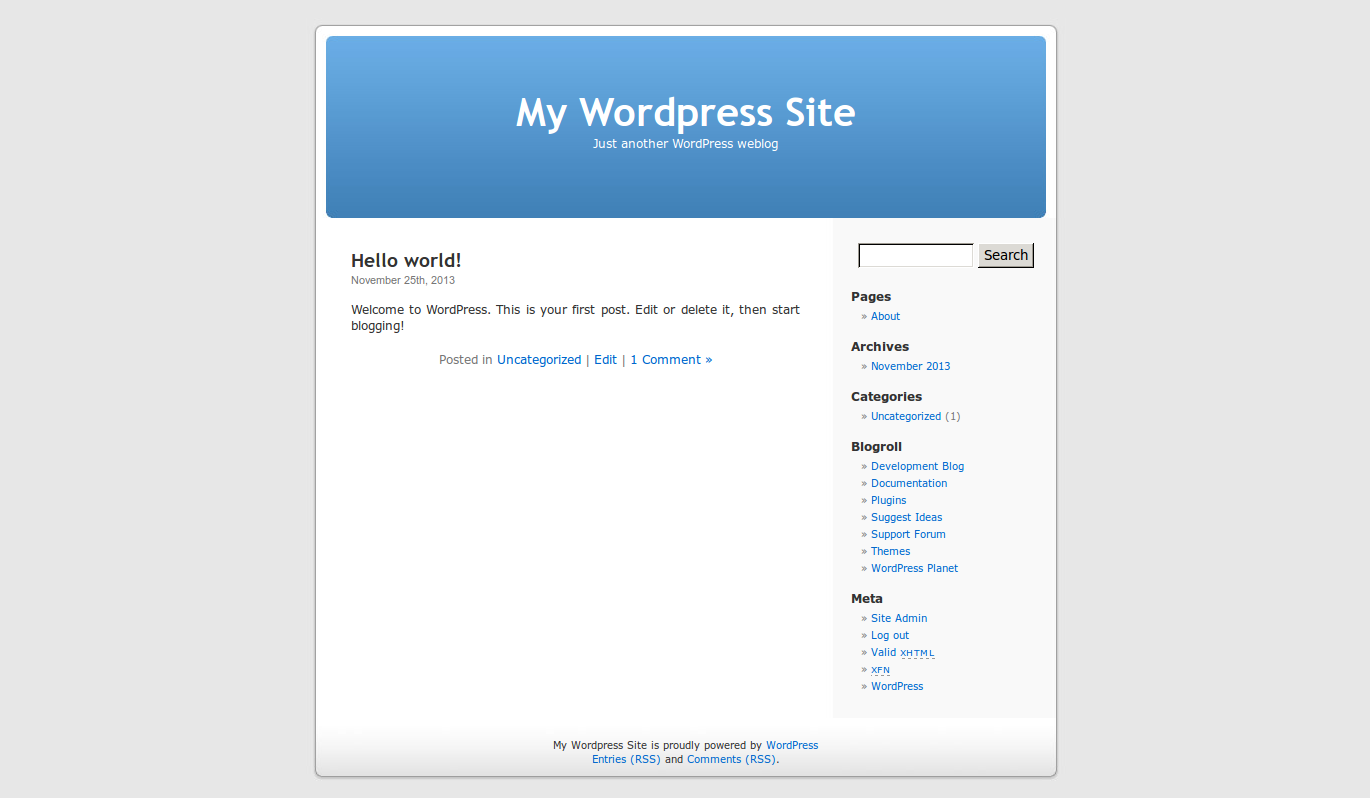 My Wordpress Site
Just another WordPress weblog
Hello world!
November 25th, 2013
Welcome to WordPress. This is your first post. Edit or delete it, then start
blogging!
Posted in Uncategorized | Edit | 1 Comment »
Search
Pages
» About
Archives
» November 2013
Categories
» Uncategorized (1)
Blogroll
» Development Blog
» Documentation
» Plugins
» Suggest Ideas
» Support Forum
» Themes
» WordPress Planet
Meta
» Site Admin
» Log out
» Valid XHTML
» XFN
» WordPress
My Wordpress Site is proudly powered by WordPress
Entries (RSS) and Comments (RSS).